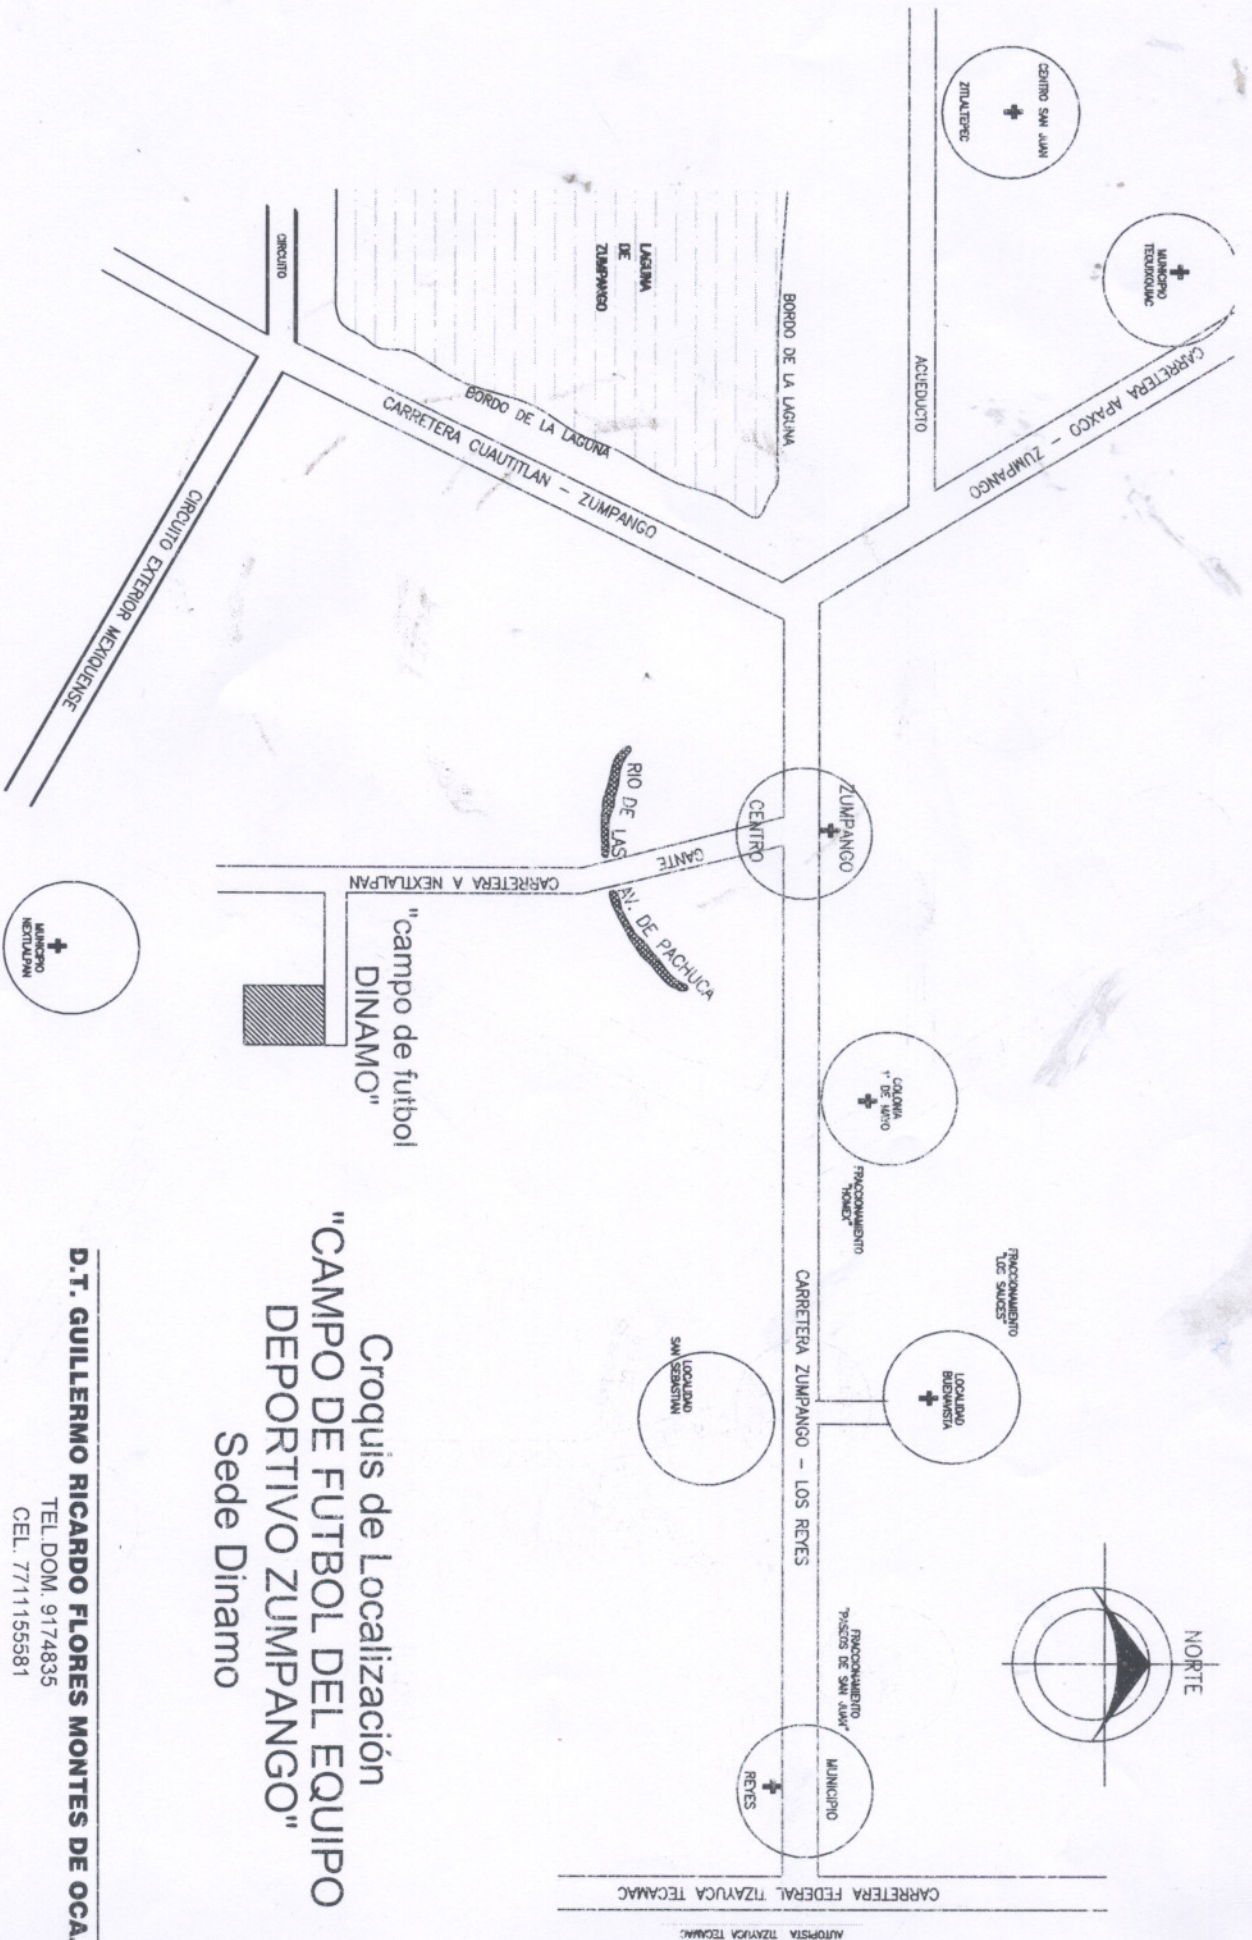 NORTE
MUNICIPIO
TEQUIXQUIAC
CENTRO SAN JUAN
ZITLALTEPEC
CARRETERA APAXCO - ZUMPANGO
ACUEDUCTO
BORDO DE LA LAGUNA
LAGUNA
DE
ZUMPANGO
BORDO DE LA LAGUNA
CARRETERA CUAUTITLAN - ZUMPANGO
CIRCUITO
CIRCUITO EXTERIOR MEXIQUENSE
ZUMPANGO
CENTRO
GANTE
RIO DE LAS
AV. DE PACHUCA
CARRETERA A NEXTLALPAN
MUNICIPIO
NEXTLALPAN
"campo de futbol
DINAMO"
COLONIA
1° DE MAYO
FRACCIONAMIENTO
"HOMEX"
FRACCIONAMIENTO
"LOS SAUCES"
LOCALIDAD
BUENAVISTA
CARRETERA ZUMPANGO - LOS REYES
LOCALIDAD
SAN SEBASTIAN
FRACCIONAMIENTO
"PASEOS DE SAN JUAN"
MUNICIPIO
REYES
CARRETERA FEDERAL TIZAYUCA TECAMAC
AUTOPISTA TIZAYUCA TECAMAC
Croquis de Localización
"CAMPO DE FUTBOL DEL EQUIPO
DEPORTIVO ZUMPANGO"
Sede Dinamo
D.T. GUILLERMO RICARDO FLORES MONTES DE OCA.
TEL.DOM. 9174835
CEL. 7711155581